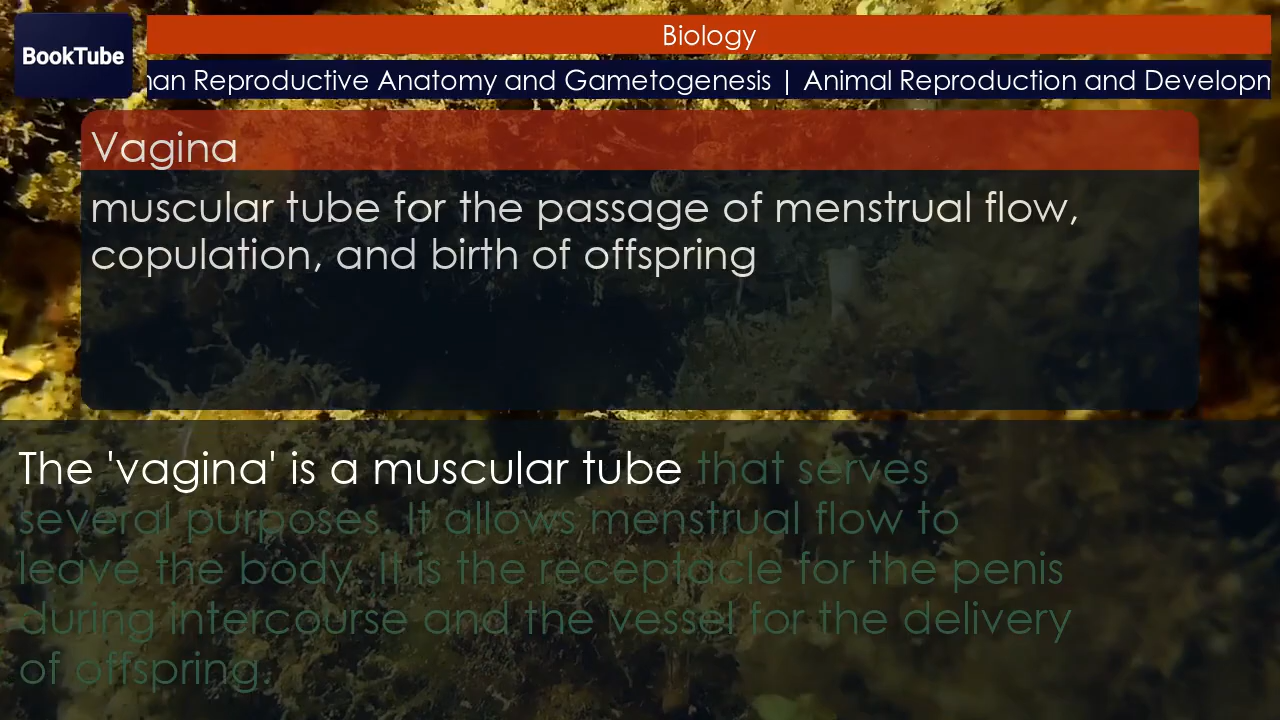 BookTube
Biology
an Reproductive Anatomy and Gametogenesis | Animal Reproduction and Developn
Vagina
muscular tube for the passage of menstrual flow,
copulation, and birth of offspring
The 'vagina' is a muscular tube that serves
several purposes. It allows menstrual flow to
leave the body. It is the receptacle for the penis
during intercourse and the vessel for the delivery
of offspring.